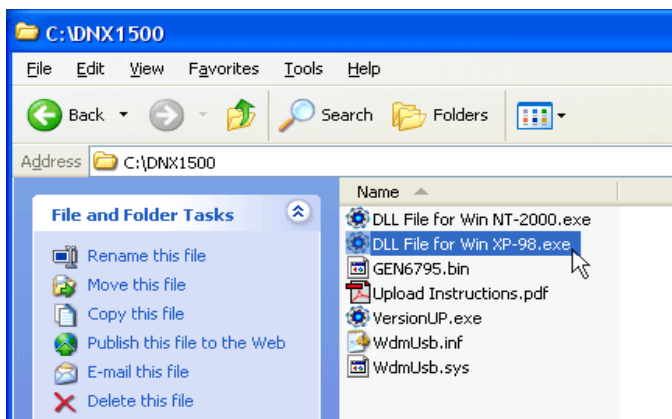 C:\DNX1500
File Edit View Favorites Tools Help
Back Search Folders
Address C:\DNX1500
File and Folder Tasks
Rename this file
Move this file
Copy this file
Publish this file to the Web
E-mail this file
Delete this file
Name
DLL File for Win NT-2000.exe
DLL File for Win XP-98.exe
GEN6795.bin
Upload Instructions.pdf
VersionUP.exe
WdmUsb.inf
WdmUsb.sys